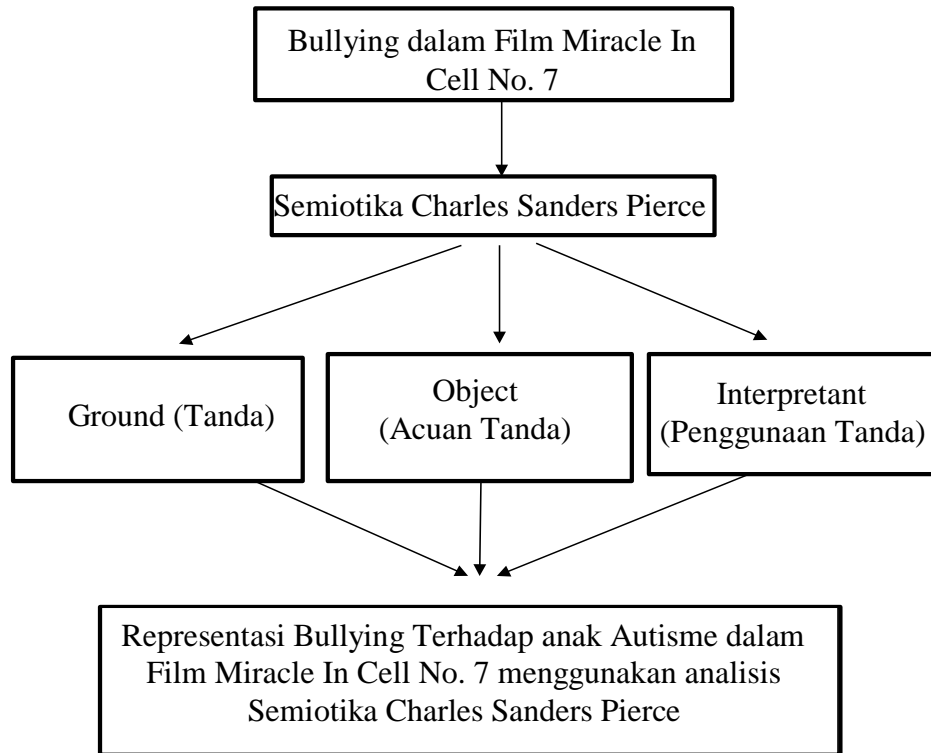 Bullying dalam Film Miracle In
Cell No. 7
Semiotika Charles Sanders Pierce
Ground (Tanda)
Object
(Acuan Tanda)
Interpretant
(Penggunaan Tanda)
Representasi Bullying Terhadap anak Autisme dalam
Film Miracle In Cell No. 7 menggunakan analisis
Semiotika Charles Sanders Pierce